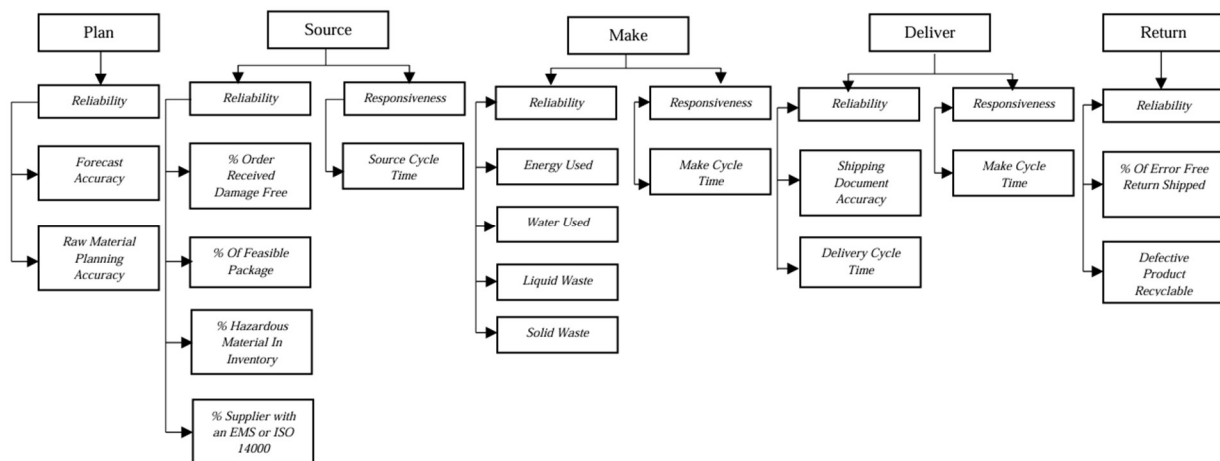 Plan
Source
Make
Deliver
Return
Reliability
Reliability
Responsiveness
Reliability
Responsiveness
Reliability
Responsiveness
Reliability
Forecast
Accuracy
% Order
Received
Damage Free
Source Cycle
Time
Energy Used
Make Cycle
Time
Shipping
Document
Accuracy
Make Cycle
Time
% Of Error Free
Return Shipped
Raw Material
Planning
Accuracy
% Of Feasible
Package
Water Used
Delivery Cycle
Time
Defective
Product
Recyclable
Liquid Waste
% Hazardous
Material In
Inventory
Solid Waste
% Supplier with
an EMS or ISO
14000